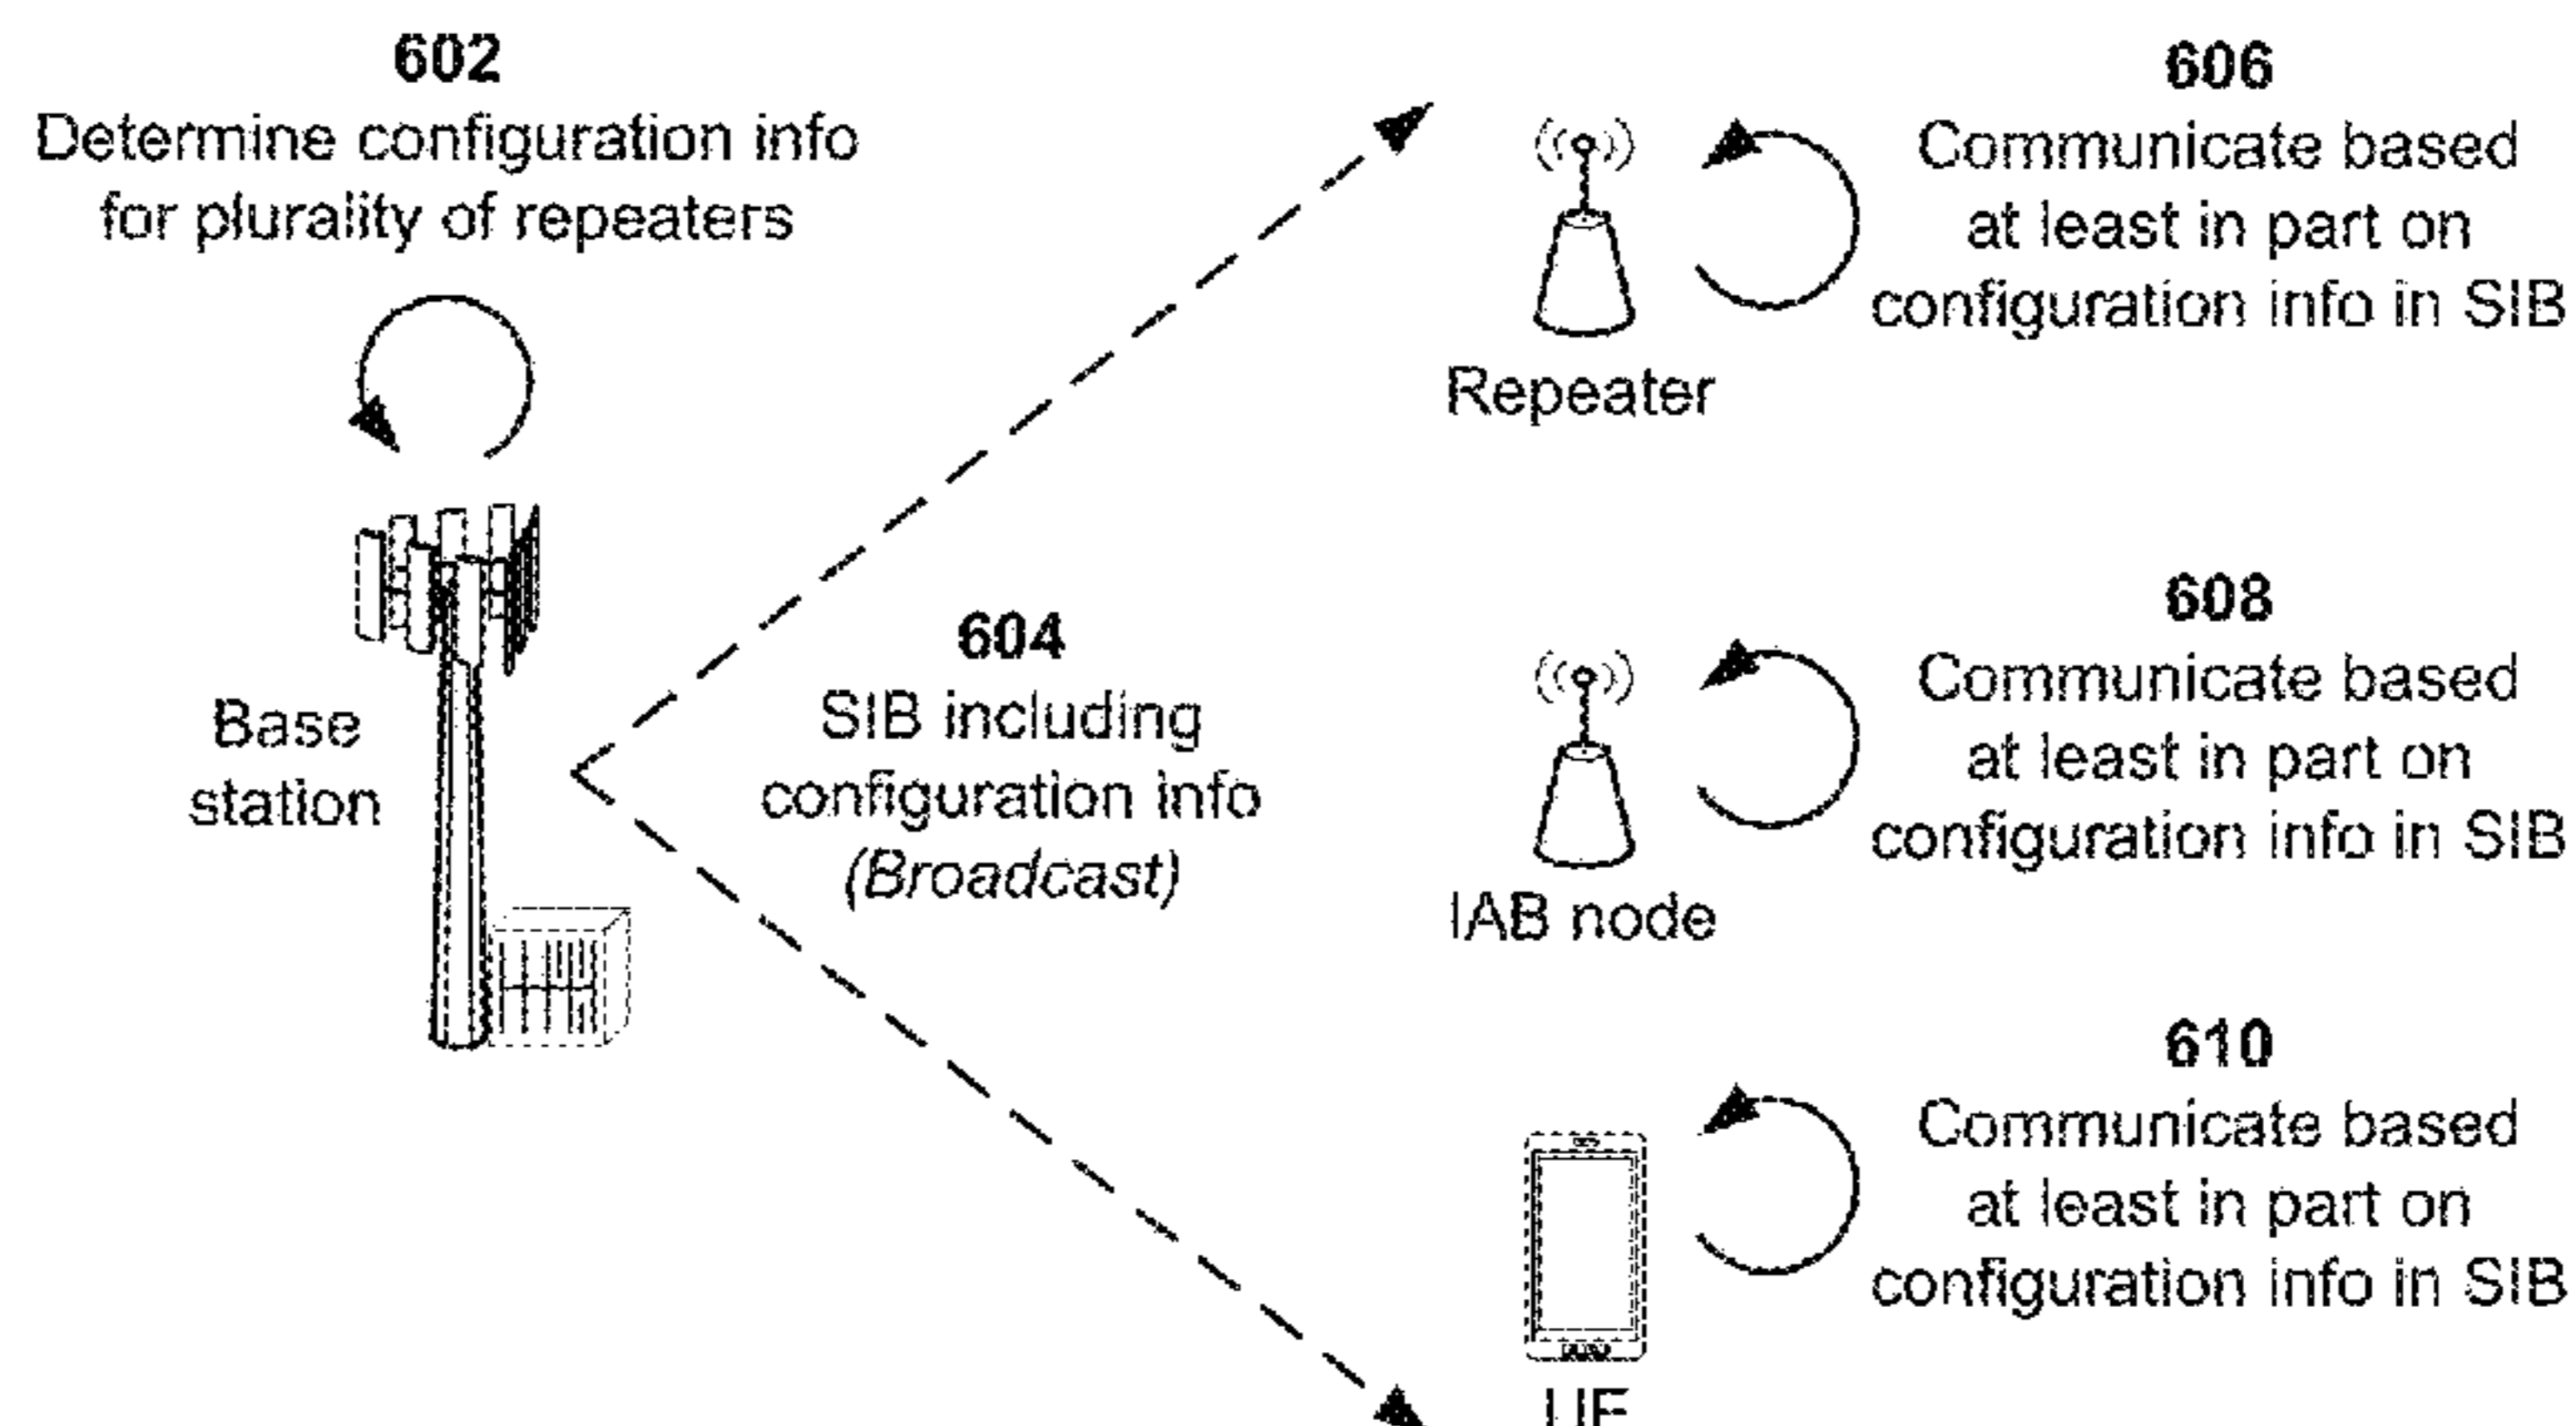 602
Determine configuration info
for plurality of repeaters
Base
station
604
SIB including
configuration info
(Broadcast)
Repeater
606
Communicate based
at least in part on
configuration info in SIB
IAB node
608
Communicate based
at least in part on
configuration info in SIB
UE
610
Communicate based
at least in part on
configuration info in SIB